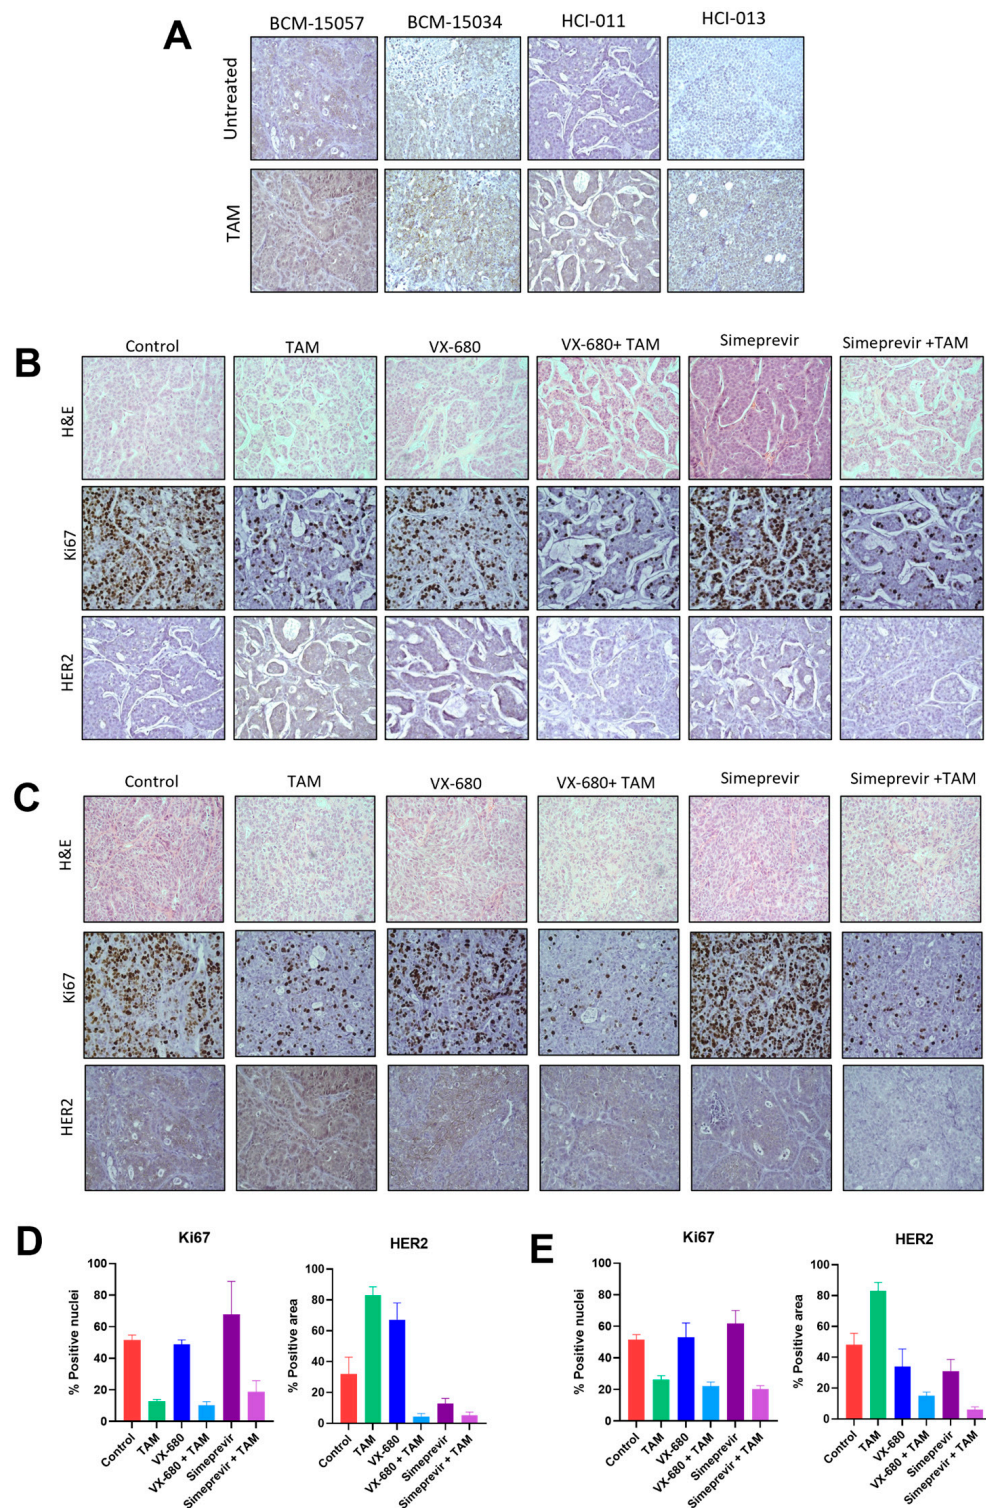 A
BCM-15057 BCM-15034 HCI-011 HCI-013
Untreated
TAM
B
Control TAM VX-680 VX-680+ TAM Simeprevir Simeprevir +TAM
H&E
Ki67
HER2
C
Control TAM VX-680 VX-680+ TAM Simeprevir Simeprevir +TAM
H&E
Ki67
HER2
D
Ki67
% Positive nuclei
100
80
60
40
20
0
Control
TAM
VX-680
VX-680 + TAM
Simeprevir
Simeprevir + TAM
HER2
% Positive area
100
80
60
40
20
0
Control
TAM
VX-680
VX-680 + TAM
Simeprevir
Simeprevir + TAM
E
Ki67
% Positive nuclei
100
80
60
40
20
0
Control
TAM
VX-680
VX-680 + TAM
Simeprevir
Simeprevir + TAM
HER2
% Positive area
100
80
60
40
20
0
Control
TAM
VX-680
VX-680 + TAM
Simeprevir
Simeprevir + TAM